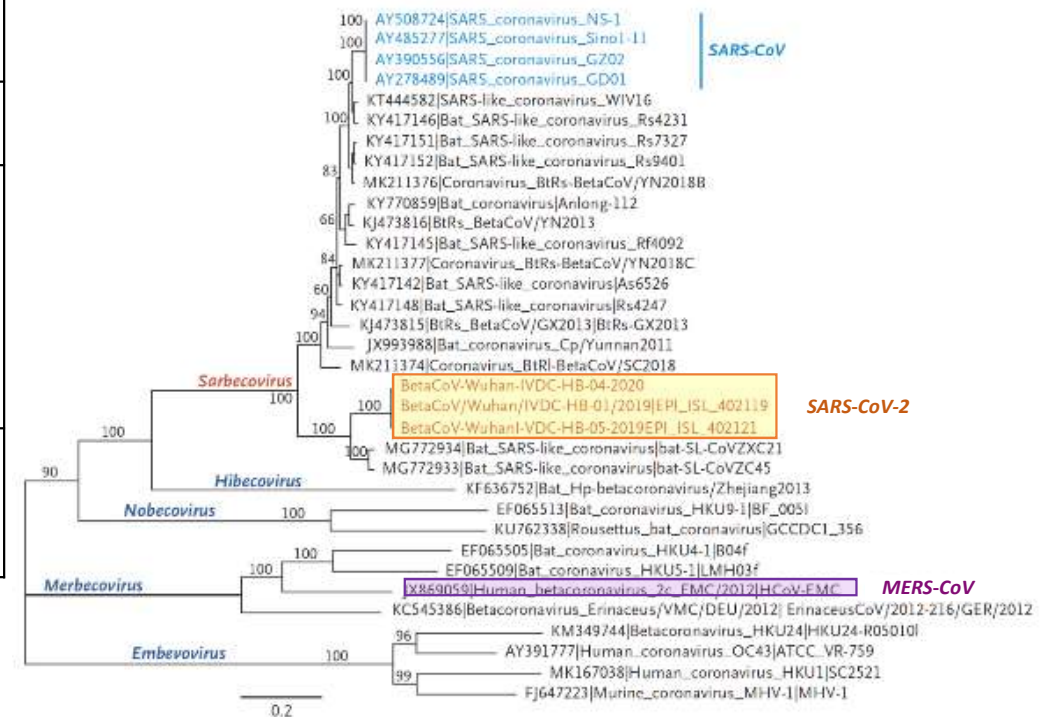 100 AY508724|SARS_coronavirus_NS-1
100 AY485277|SARS_coronavirus_Sino1-11
SARS-CoV
AY390556|SARS_coronavirus_GZ02
100 AY278489|SARS_coronavirus_GD01
KT444582|SARS-like_coronavirus_WIV16
100 KY417146|Bat_SARS-like_coronavirus_Rs4231
KY417151|Bat_SARS-like_coronavirus_Rs7327
KY417152|Bat_SARS-like_coronavirus_Rs9401
83
MK211376|Coronavirus_BtRs-BetaCoV/YN2018B
KY770859|Bat_coronavirus|Anlong-112
66 KJ473816|BtRs_BetaCoV/YN2013
KY417145|Bat_SARS-like_coronavirus_Rf4092
84 MK211377|Coronavirus_BtRs-BetaCoV/YN2018C
KY417142|Bat_SARS-like_coronavirus|As6526
60
KY417148|Bat_SARS-like_coronavirus|Rs4247
94
KJ473815|BtRs_BetaCoV/GX2013|BtRs-GX2013
100
JX993988|Bat_coronavirus_Cp/Yunnan2011
MK211374|Coronavirus_BtRl-BetaCoV/SC2018
Sarbecovirus
BetaCoV-Wuhan-IVDC-HB-04-2020
100
100 BetaCoV/Wuhan/IVDC-HB-01/2019|EPI_ISL_402119
SARS-CoV-2
100 BetaCoV-WuhanI-VDC-HB-05-2019EPI_ISL_402121
100
MG772934|Bat_SARS-like_coronavirus|bat-SL-CoVZXC21
100
MG772933|Bat_SARS-like_coronavirus|bat-SL-CoVZC45
90
Hibecovirus
KF636752|Bat_Hp-betacoronavirus/Zhejiang2013
Nobecovirus
100
EF065513|Bat_coronavirus_HKU9-1|BF_005I
KU762338|Rousettus_bat_coronavirus|GCCDC1_356
100
EF065505|Bat_coronavirus_HKU4-1|B04f
100
EF065509|Bat_coronavirus_HKU5-1|LMH03f
Merbecovirus
JX869059|Human_betacoronavirus_2c_EMC/2012|HCoV-EMC
MERS-CoV
KC545386|Betacoronavirus_Erinaceus/VMC/DEU/2012| ErinaceusCoV/2012-216/GER/2012
96
KM349744|Betacoronavirus_HKU24|HKU24-R05010I
Embevovirus
100
AY391777|Human_coronavirus_OC43|ATCC_VR-759
99
MK167038|Human_coronavirus_HKU1|SC2521
FJ647223|Murine_coronavirus_MHV-1|MHV-1
0.2